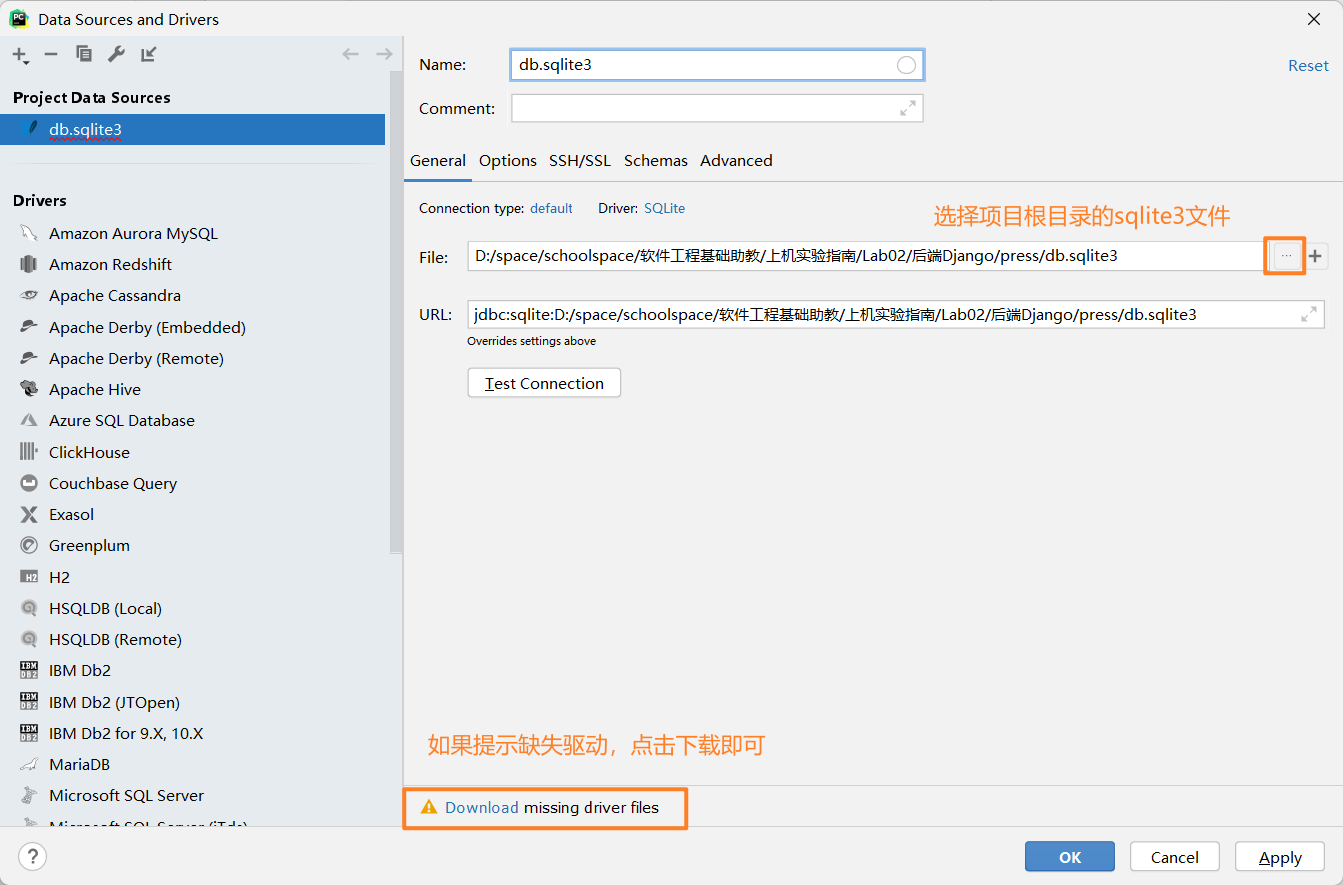 Data Sources and Drivers
Name:
db.sqlite3
Reset
Comment:
Project Data Sources
db.sqlite3
General Options SSH/SSL Schemas Advanced
Connection type: default Driver: SQLite
选择项目根目录的sqlite3文件
File: D:/space/schoolspace/软件工程基础助教/上机实验指南/Lab02/后端Django/press/db.sqlite3
URL: jdbc:sqlite:D:/space/schoolspace/软件工程基础助教/上机实验指南/Lab02/后端Django/press/db.sqlite3
Overrides settings above
Test Connection
Drivers
Amazon Aurora MySQL
Amazon Redshift
Apache Cassandra
Apache Derby (Embedded)
Apache Derby (Remote)
Apache Hive
Azure SQL Database
ClickHouse
Couchbase Query
Exasol
Greenplum
H2
HSQLDB (Local)
HSQLDB (Remote)
IBM Db2
IBM Db2 (JTOpen)
IBM Db2 for 9.X, 10.X
MariaDB
Microsoft SQL Server
Microsoft SQL Server (jTds)
如果提示缺失驱动，点击下载即可
Download missing driver files
?
OK
Cancel
Apply